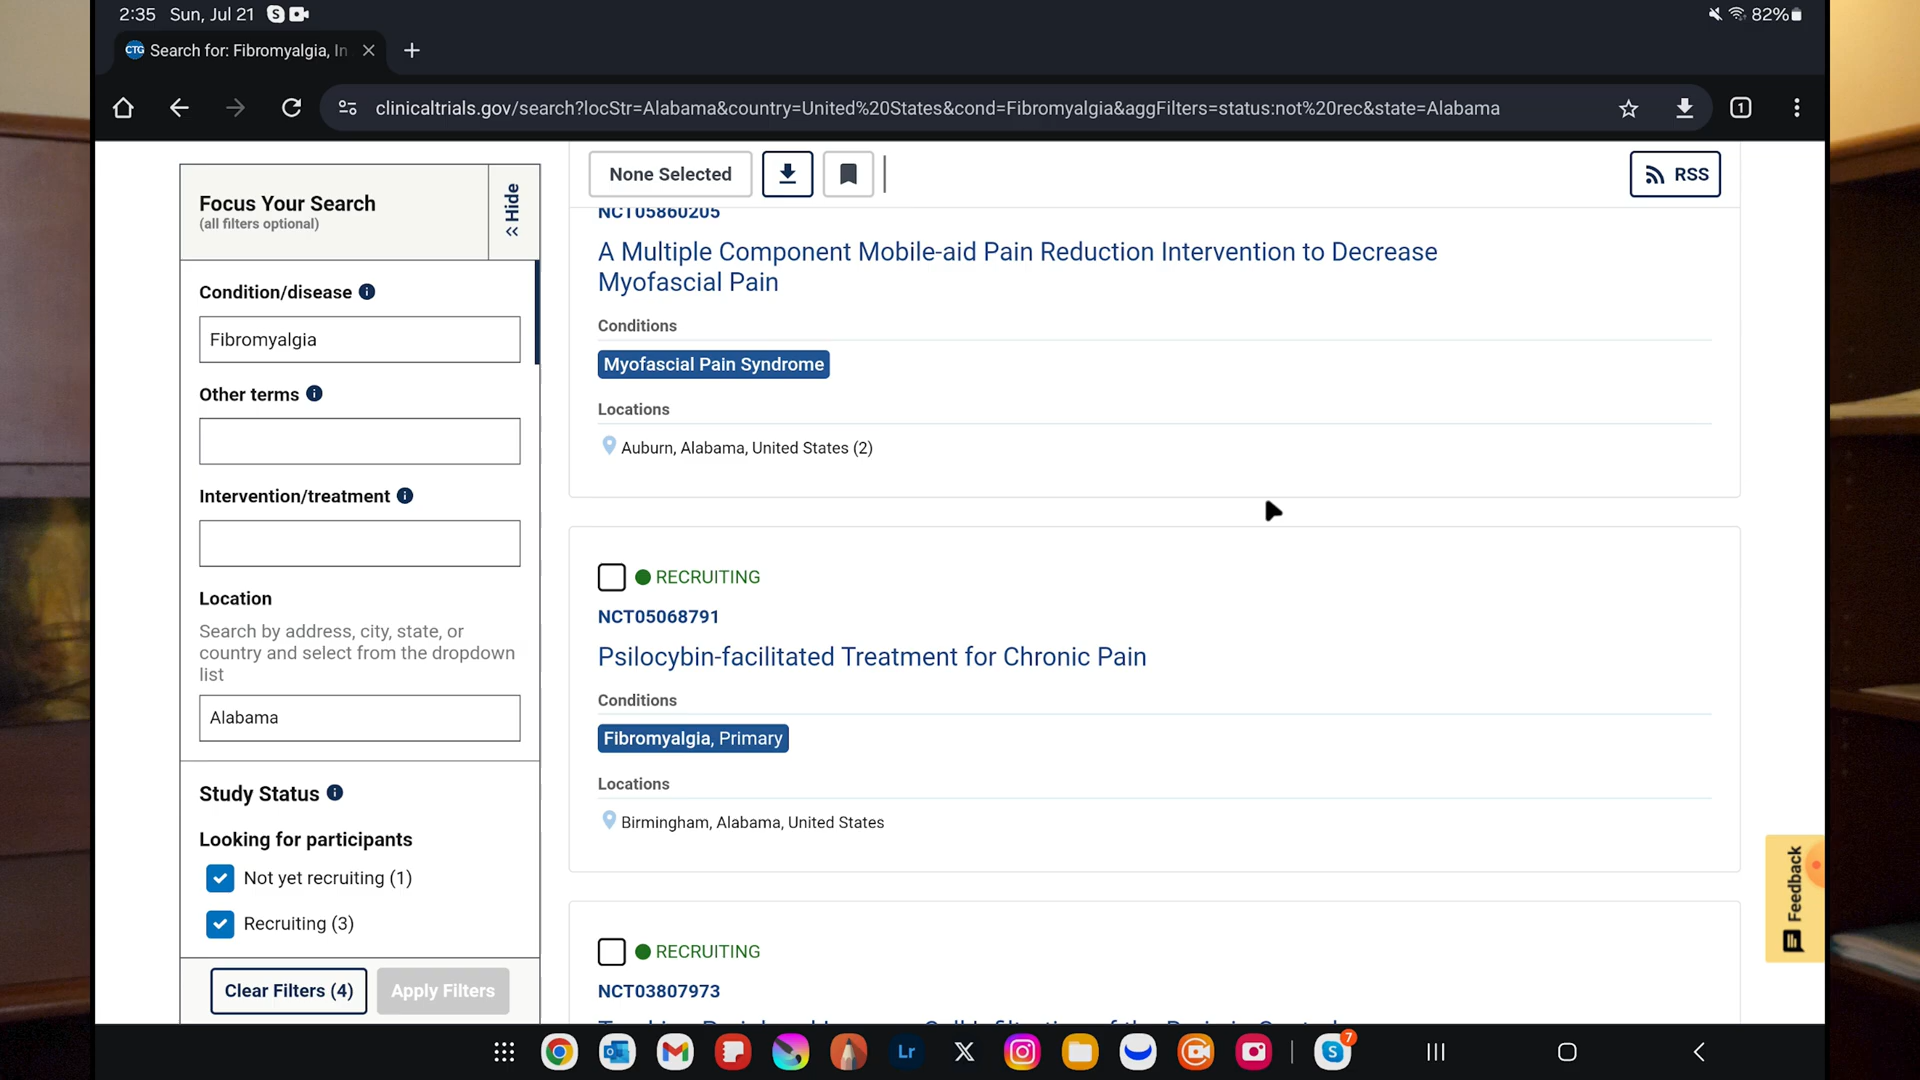 2:35 Sun, Jul 21
82%
CTG Search for: Fibromyalgia, In
clinicaltrials.gov/search?locStr=Alabama&country=United%20States&cond=Fibromyalgia&aggFilters=status:not%20rec&state=Alabama
1
Focus Your Search
(all filters optional)
Hide
Condition/disease
Fibromyalgia
Other terms
Intervention/treatment
Location
Search by address, city, state, or
country and select from the dropdown
list
Alabama
Study Status
Looking for participants
Not yet recruiting (1)
Recruiting (3)
Clear Filters (4)
Apply Filters
None Selected
RSS
NCT05860205
A Multiple Component Mobile-aid Pain Reduction Intervention to Decrease
Myofascial Pain
Conditions
Myofascial Pain Syndrome
Locations
Auburn, Alabama, United States (2)
RECRUITING
NCT05068791
Psilocybin-facilitated Treatment for Chronic Pain
Conditions
Fibromyalgia, Primary
Locations
Birmingham, Alabama, United States
RECRUITING
NCT03807973
Feedback
Lr
7